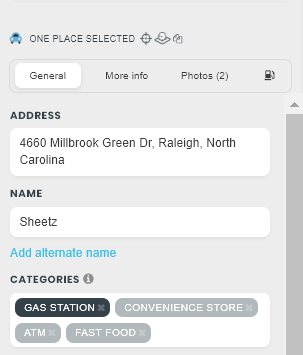 ONE PLACE SELECTED
General More info Photos (2)
ADDRESS
4660 Millbrook Green Dr, Raleigh, North
Carolina
NAME
Sheetz
Add alternate name
CATEGORIES
GAS STATION CONVENIENCE STORE
ATM FAST FOOD